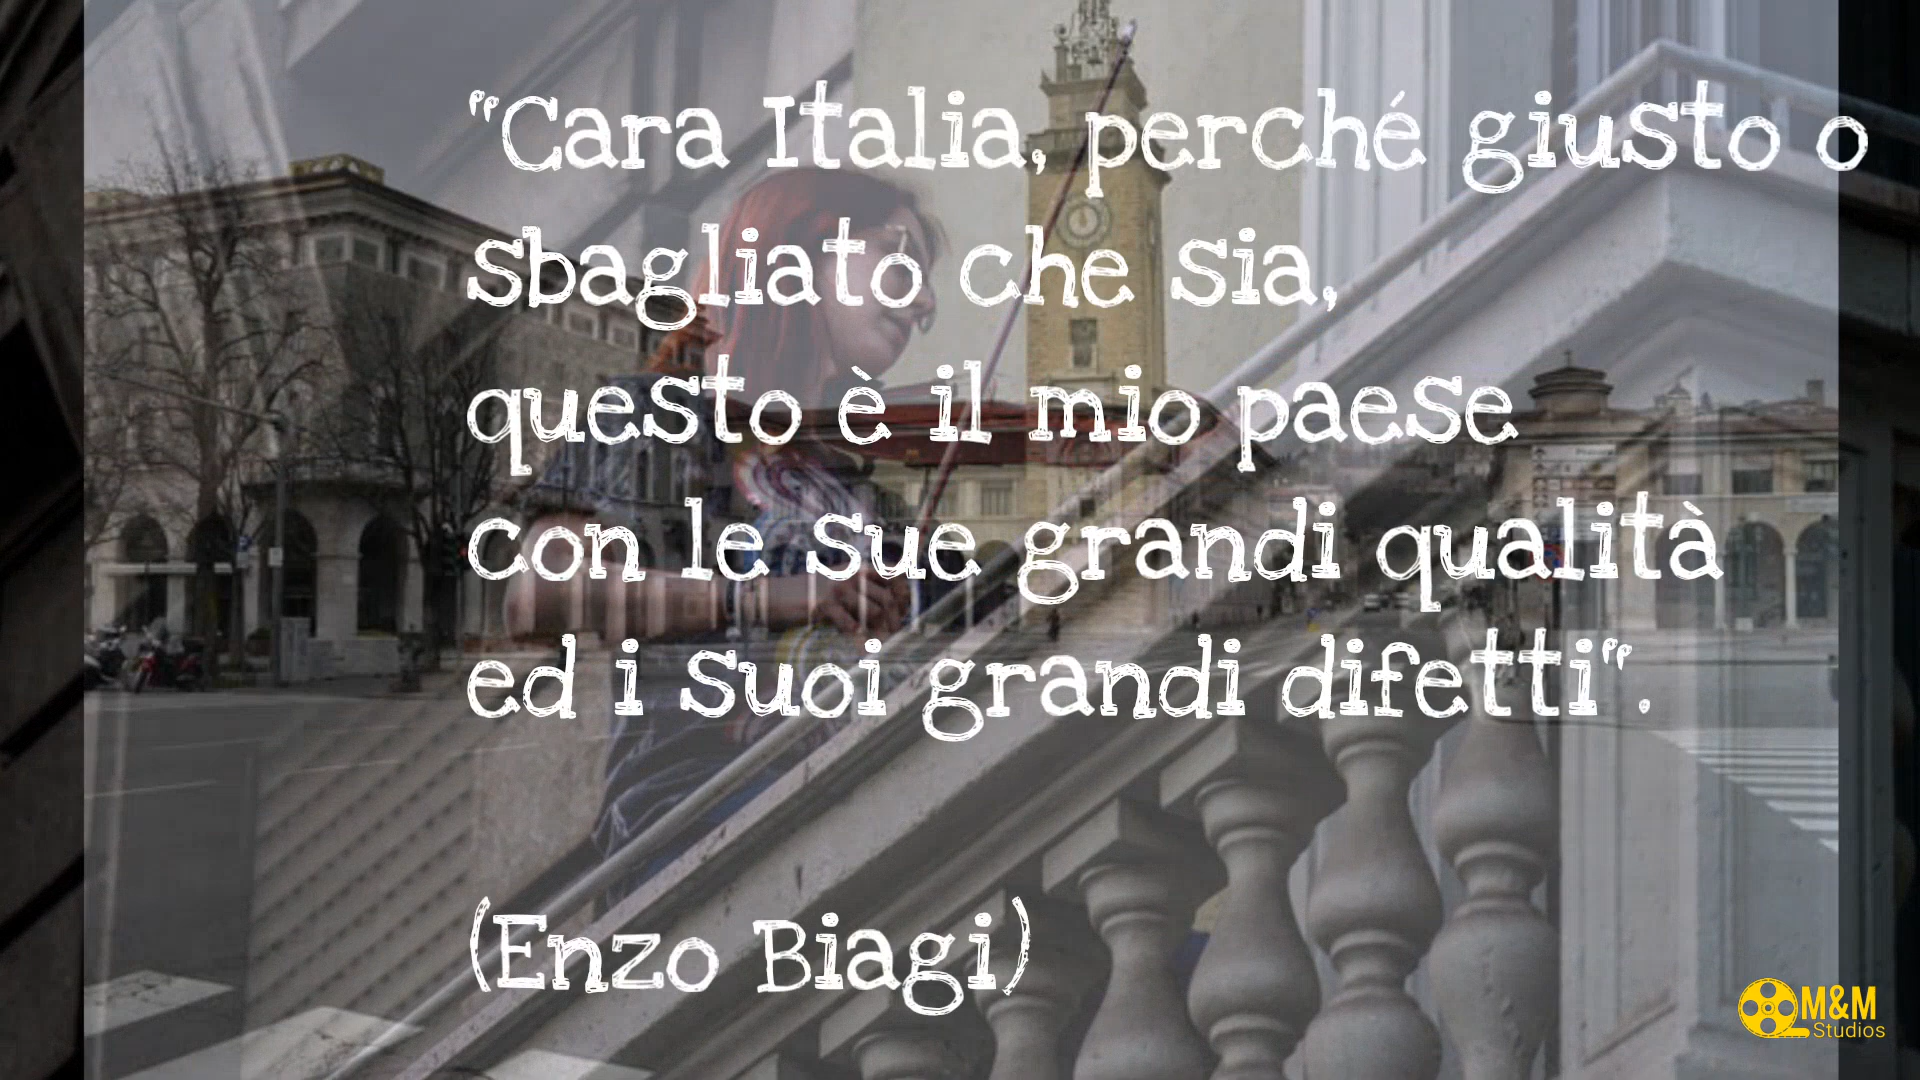 "Cara Italia, perché giusto o
sbagliato che sia,
questo è il mio paese
con le sue grandi qualità
ed i suoi grandi difetti".
(Enzo Biagi)
M&M
Studios